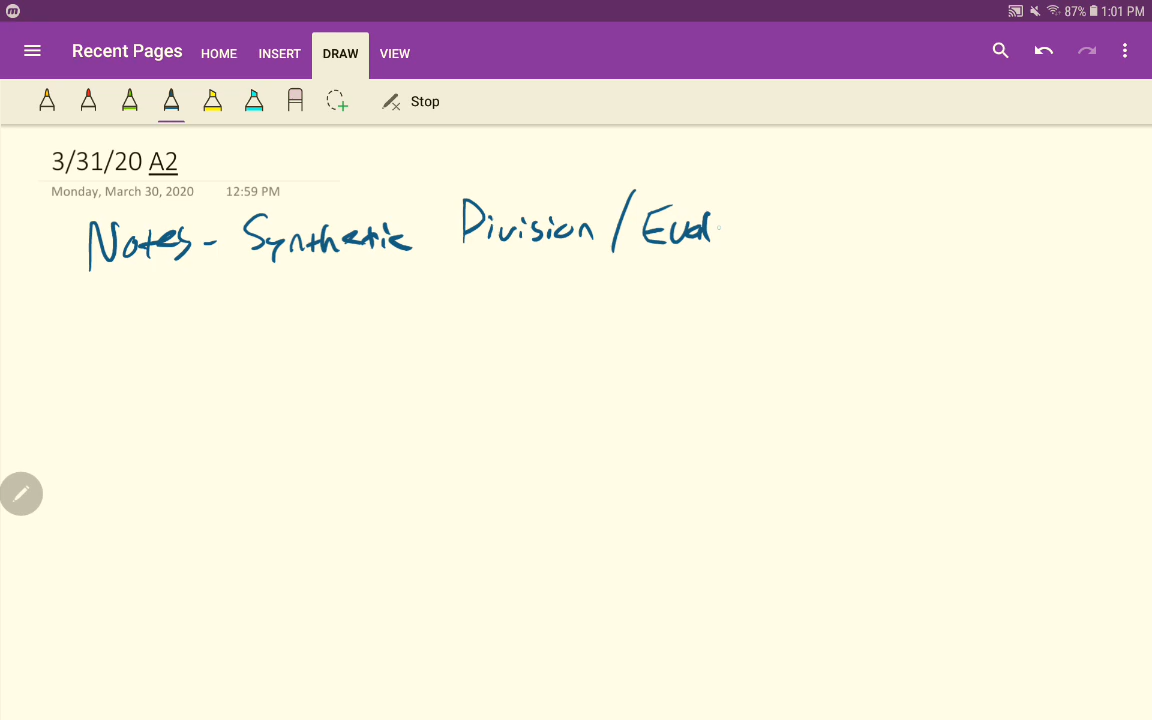 87% 1:01 PM
Recent Pages HOME INSERT DRAW VIEW
Stop
3/31/20 A2
Monday, March 30, 2020 12:59 PM
Notes - Synthetic Division / Eval